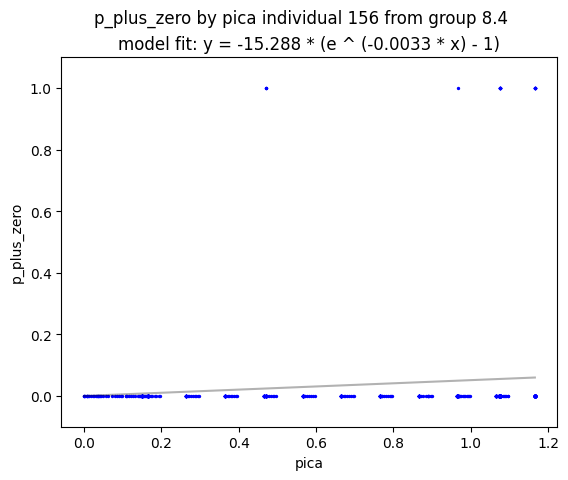 p_plus_zero by pica individual 156 from group 8.4
model fit: y = -15.288 * (e ^ (-0.0033 * x) - 1)
1.0
0.8
0.6
0.4
0.2
0.0
p_plus_zero
0.0 0.2 0.4 0.6 0.8 1.0 1.2
pica